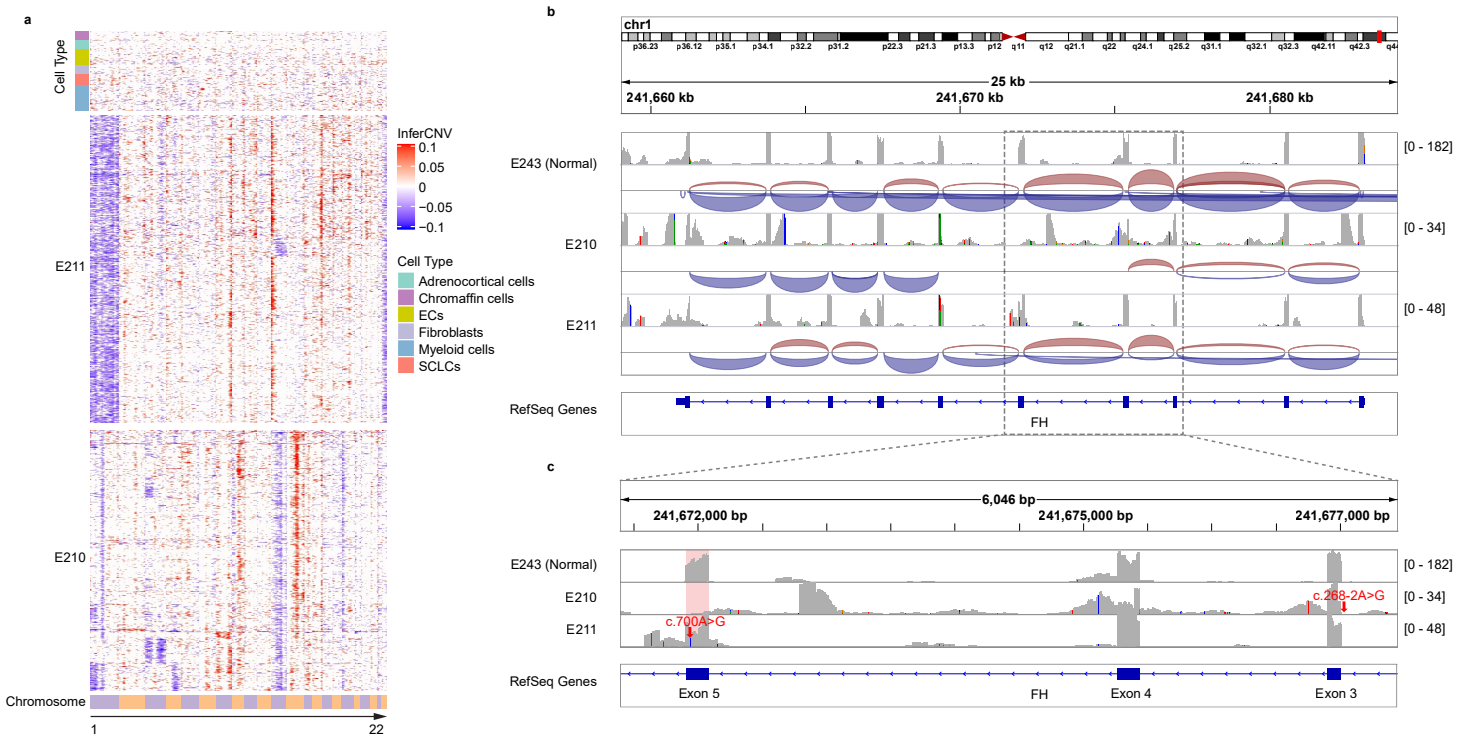 a
Cell Type
E211
E210
Chromosome
1
22
InferCNV
0.1
0.05
0
−0.05
−0.1
Cell Type
Adrenocortical cells
Chromaffin cells
ECs
Fibroblasts
Myeloid cells
SCLCs
b
chr1
p36.23 p36.12 p35.1 p34.1 p32.2 p31.2 p22.3 p21.3 p13.3 p12 q11 q12 q21.1 q22 q24.1 q25.2 q31.1 q32.1 q32.3 q42.11 q42.3 q44
25 kb
241,660 kb 241,670 kb 241,680 kb
E243 (Normal) [0 - 182]
E210 [0 - 34]
E211 [0 - 48]
RefSeq Genes
FH
c
6,046 bp
241,672,000 bp 241,675,000 bp 241,677,000 bp
E243 (Normal) [0 - 182]
E210 c.268-2A>G [0 - 34]
c.700A>G
E211 [0 - 48]
RefSeq Genes
Exon 5 FH Exon 4 Exon 3